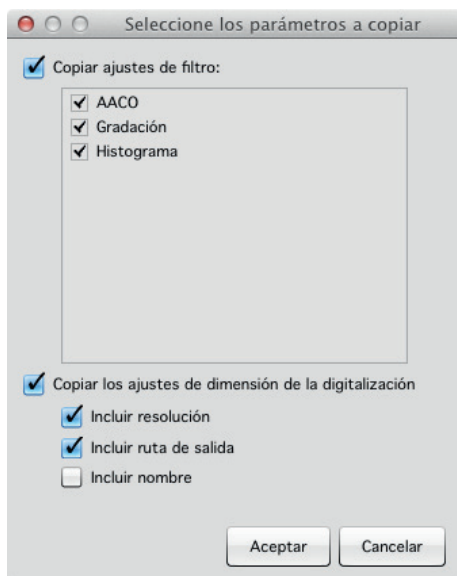 Seleccione los parámetros a copiar
Copiar ajustes de filtro:
AACO
Gradación
Histograma
Copiar los ajustes de dimensión de la digitalización
Incluir resolución
Incluir ruta de salida
Incluir nombre
Aceptar
Cancelar